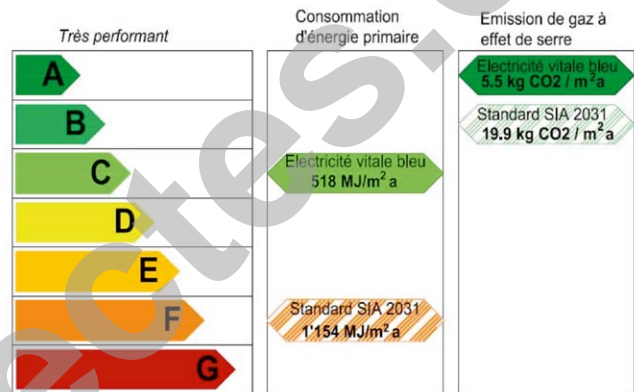 Très performant
Consommation
d'énergie primaire
Emission de gaz à
effet de serre
A
Electricité vitale bleu
5.5 kg CO2 / m² a
B
Standard SIA 2031
19.9 kg CO2 / m² a
C
Electricité vitale bleu
518 MJ/m² a
D
E
F
Standard SIA 2031
1'154 MJ/m² a
G